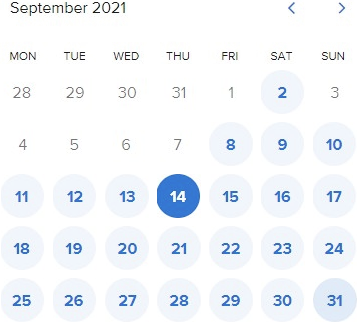 September 2021 < >
MON TUE WED THU FRI SAT SUN
28 29 30 31 1 2 3
4 5 6 7 8 9 10
11 12 13 14 15 16 17
18 19 20 21 22 23 24
25 26 27 28 29 30 31